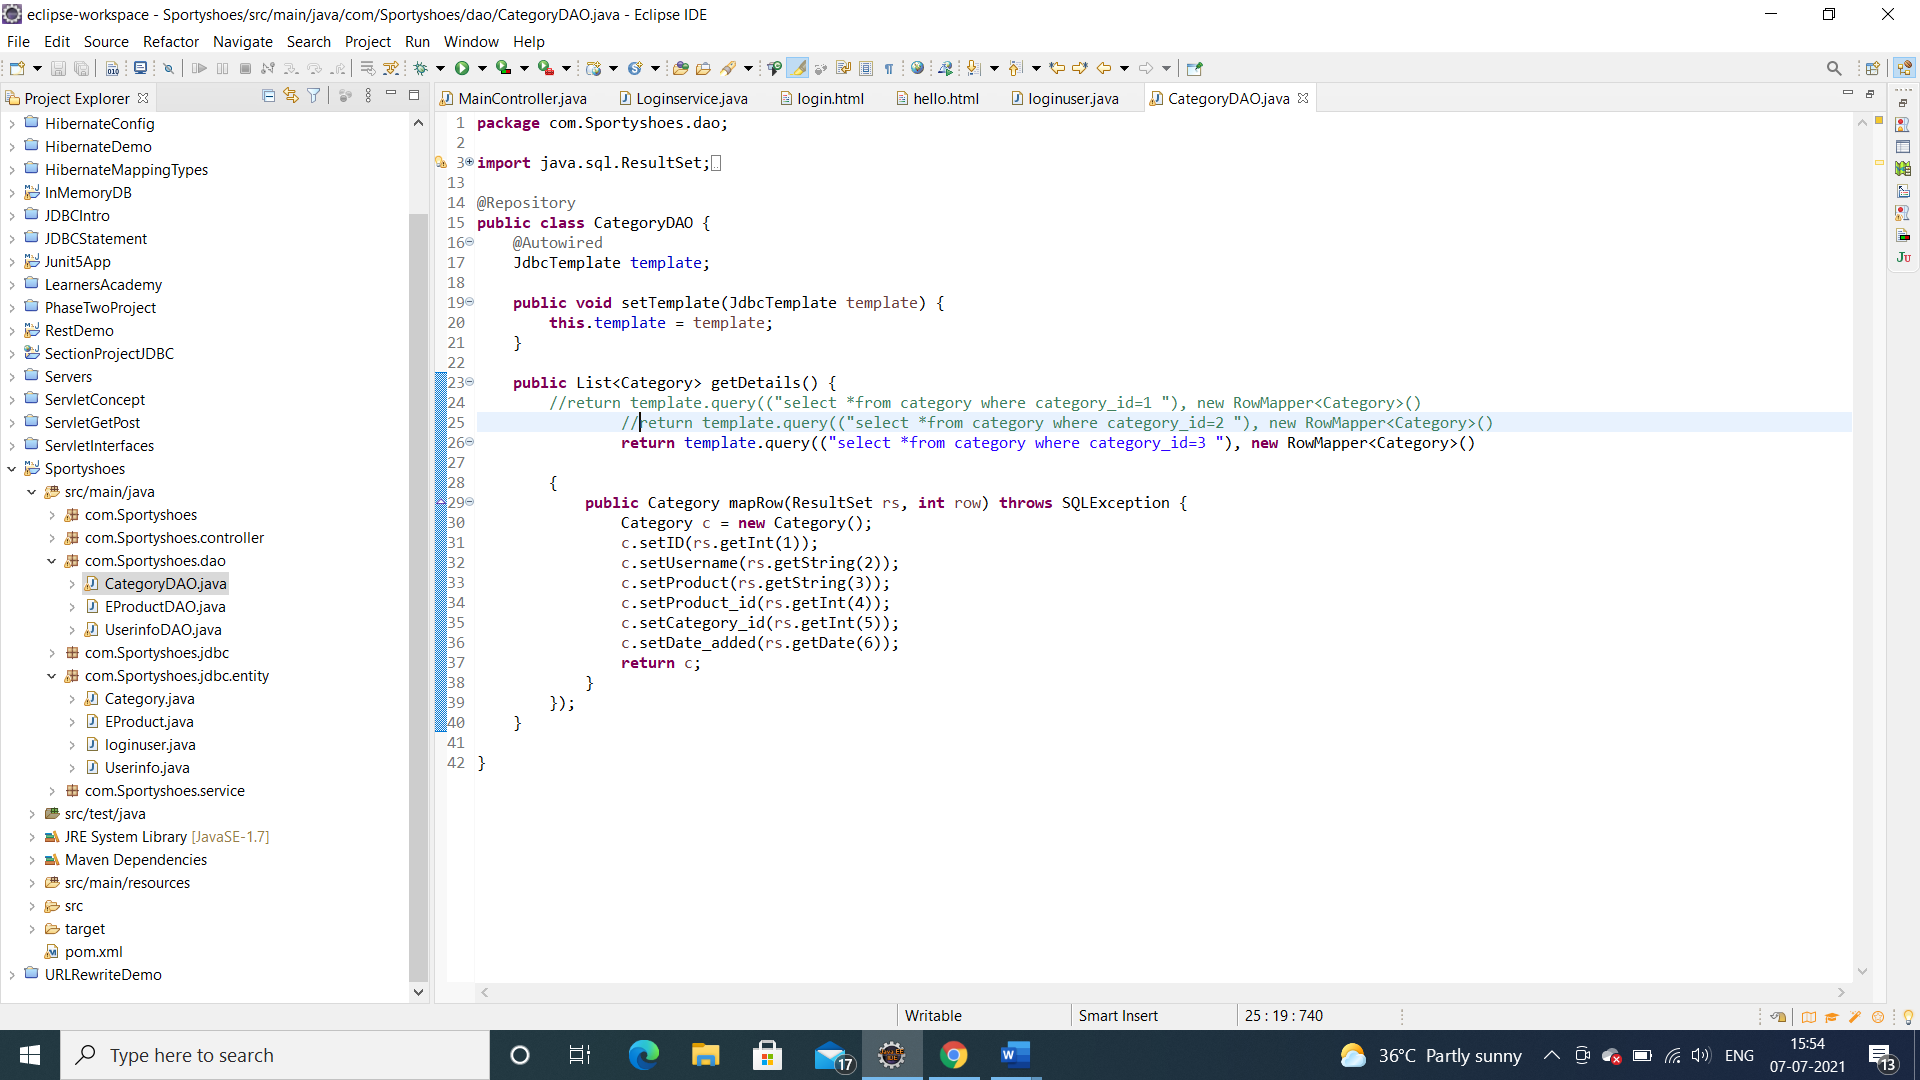 eclipse-workspace - Sportyshoes/src/main/java/com/Sportyshoes/dao/CategoryDAO.java - Eclipse IDE
File Edit Source Refactor Navigate Search Project Run Window Help
Project Explorer
MainController.java Loginservice.java login.html hello.html loginuser.java CategoryDAO.java
HibernateConfig
HibernateDemo
HibernateMappingTypes
InMemoryDB
JDBCIntro
JDBCStatement
Junit5App
LearnersAcademy
PhaseTwoProject
RestDemo
SectionProjectJDBC
Servers
ServletConcept
ServletGetPost
ServletInterfaces
Sportyshoes
src/main/java
com.Sportyshoes
com.Sportyshoes.controller
com.Sportyshoes.dao
CategoryDAO.java
EProductDAO.java
UserinfoDAO.java
com.Sportyshoes.jdbc
com.Sportyshoes.jdbc.entity
Category.java
EProduct.java
loginuser.java
Userinfo.java
com.Sportyshoes.service
src/test/java
JRE System Library [JavaSE-1.7]
Maven Dependencies
src/main/resources
src
target
pom.xml
URLRewriteDemo
1 package com.Sportyshoes.dao;
2
3 import java.sql.ResultSet;
13
14 @Repository
15 public class CategoryDAO {
16 @Autowired
17 JdbcTemplate template;
18
19 public void setTemplate(JdbcTemplate template) {
20 this.template = template;
21 }
22
23 public List<Category> getDetails() {
24 //return template.query(("select *from category where category_id=1 "), new RowMapper<Category>()
25 //return template.query(("select *from category where category_id=2 "), new RowMapper<Category>()
26 return template.query(("select *from category where category_id=3 "), new RowMapper<Category>()
27
28 {
29 public Category mapRow(ResultSet rs, int row) throws SQLException {
30 Category c = new Category();
31 c.setID(rs.getInt(1));
32 c.setUsername(rs.getString(2));
33 c.setProduct(rs.getString(3));
34 c.setProduct_id(rs.getInt(4));
35 c.setCategory_id(rs.getInt(5));
36 c.setDate_added(rs.getDate(6));
37 return c;
38 }
39 });
40 }
41
42 }
Ju
Writable Smart Insert 25 : 19 : 740
Type here to search
17
36°C Partly sunny
ENG
15:54
07-07-2021
13